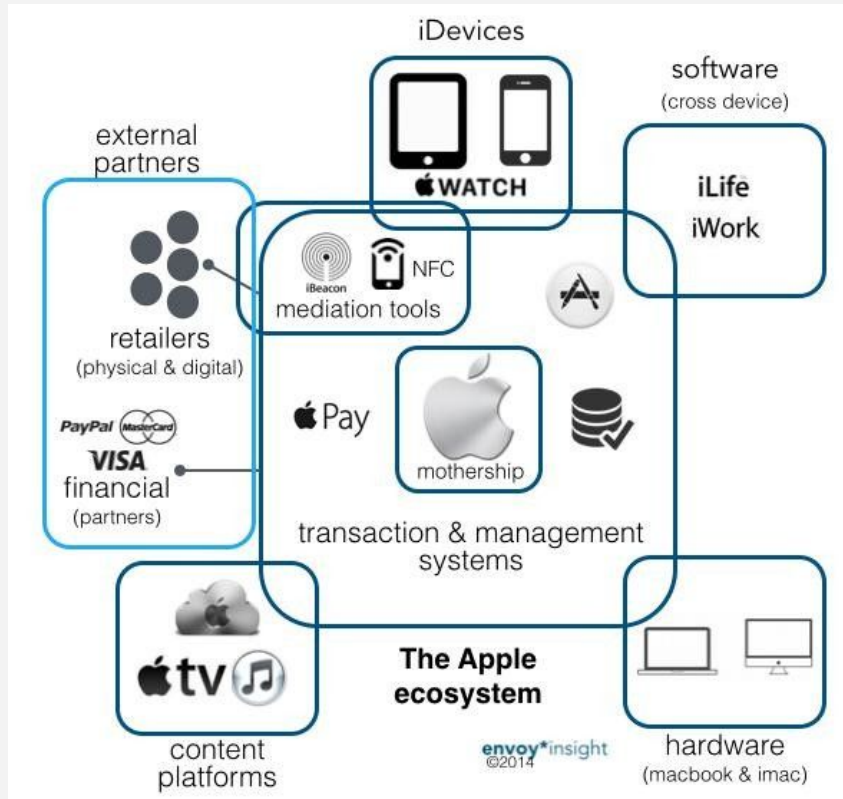 iDevices
WATCH
software
(cross device)
iLife
iWork
external
partners
retailers
(physical & digital)
PayPal MasterCard
VISA
financial
(partners)
iBeacon
NFC
mediation tools
Pay
mothership
transaction & management
systems
tv
content
platforms
The Apple
ecosystem
envoy*insight
©2014
hardware
(macbook & imac)